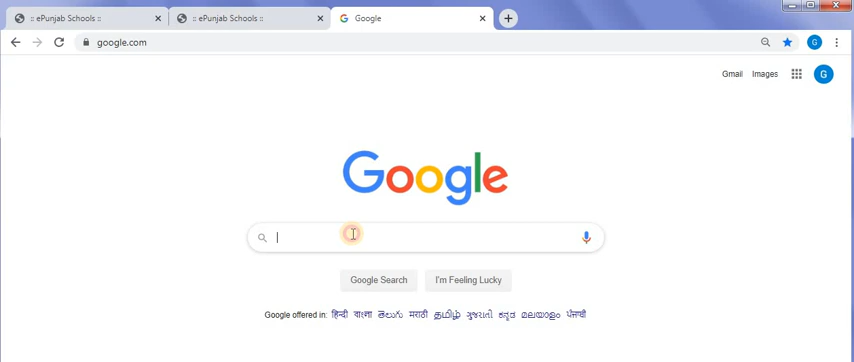 :: ePunjab Schools ::
:: ePunjab Schools ::
Google
google.com
G
Gmail
Images
G
Google
Google Search
I'm Feeling Lucky
Google offered in: हिन्दी বাংলা తెలుగు मराठी தமிழ் ગુજરાતી ಕನ್ನಡ മലയാളം ਪੰਜਾਬੀ